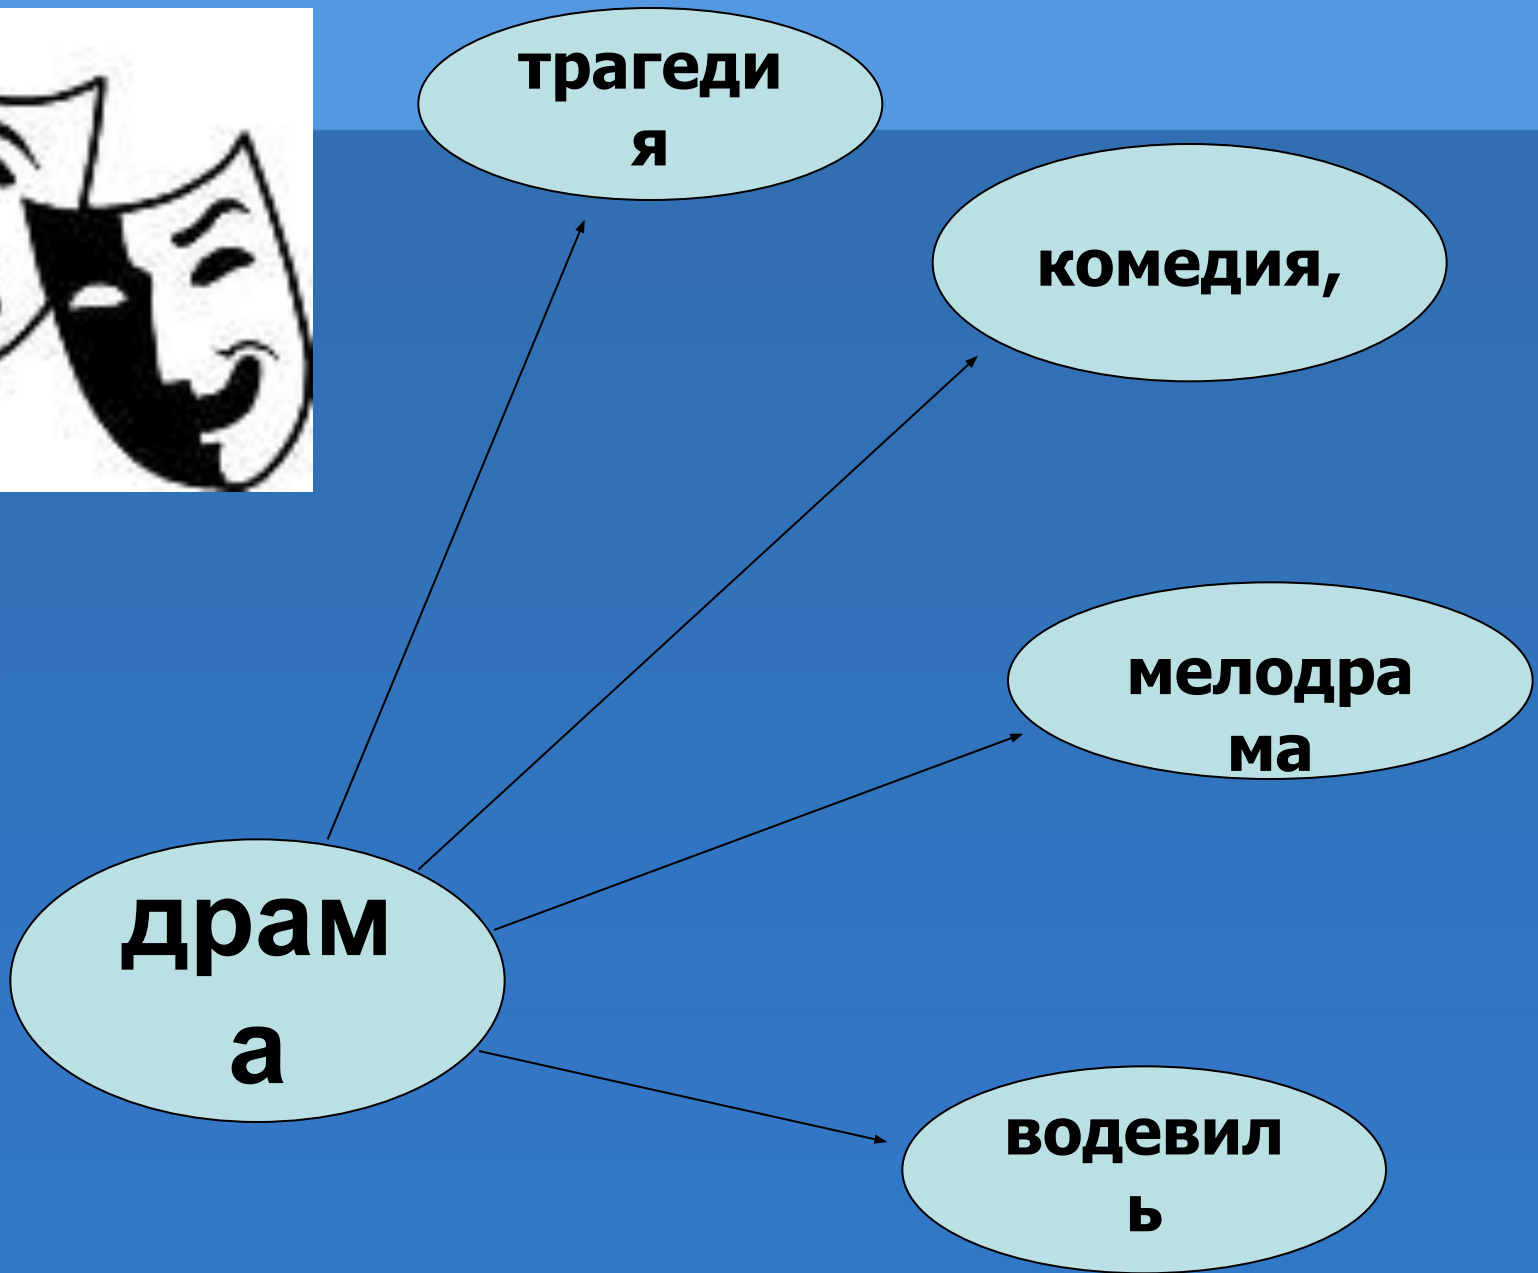 трагеди
я
комедия,
мелодра
ма
драм
а
водевил
ь